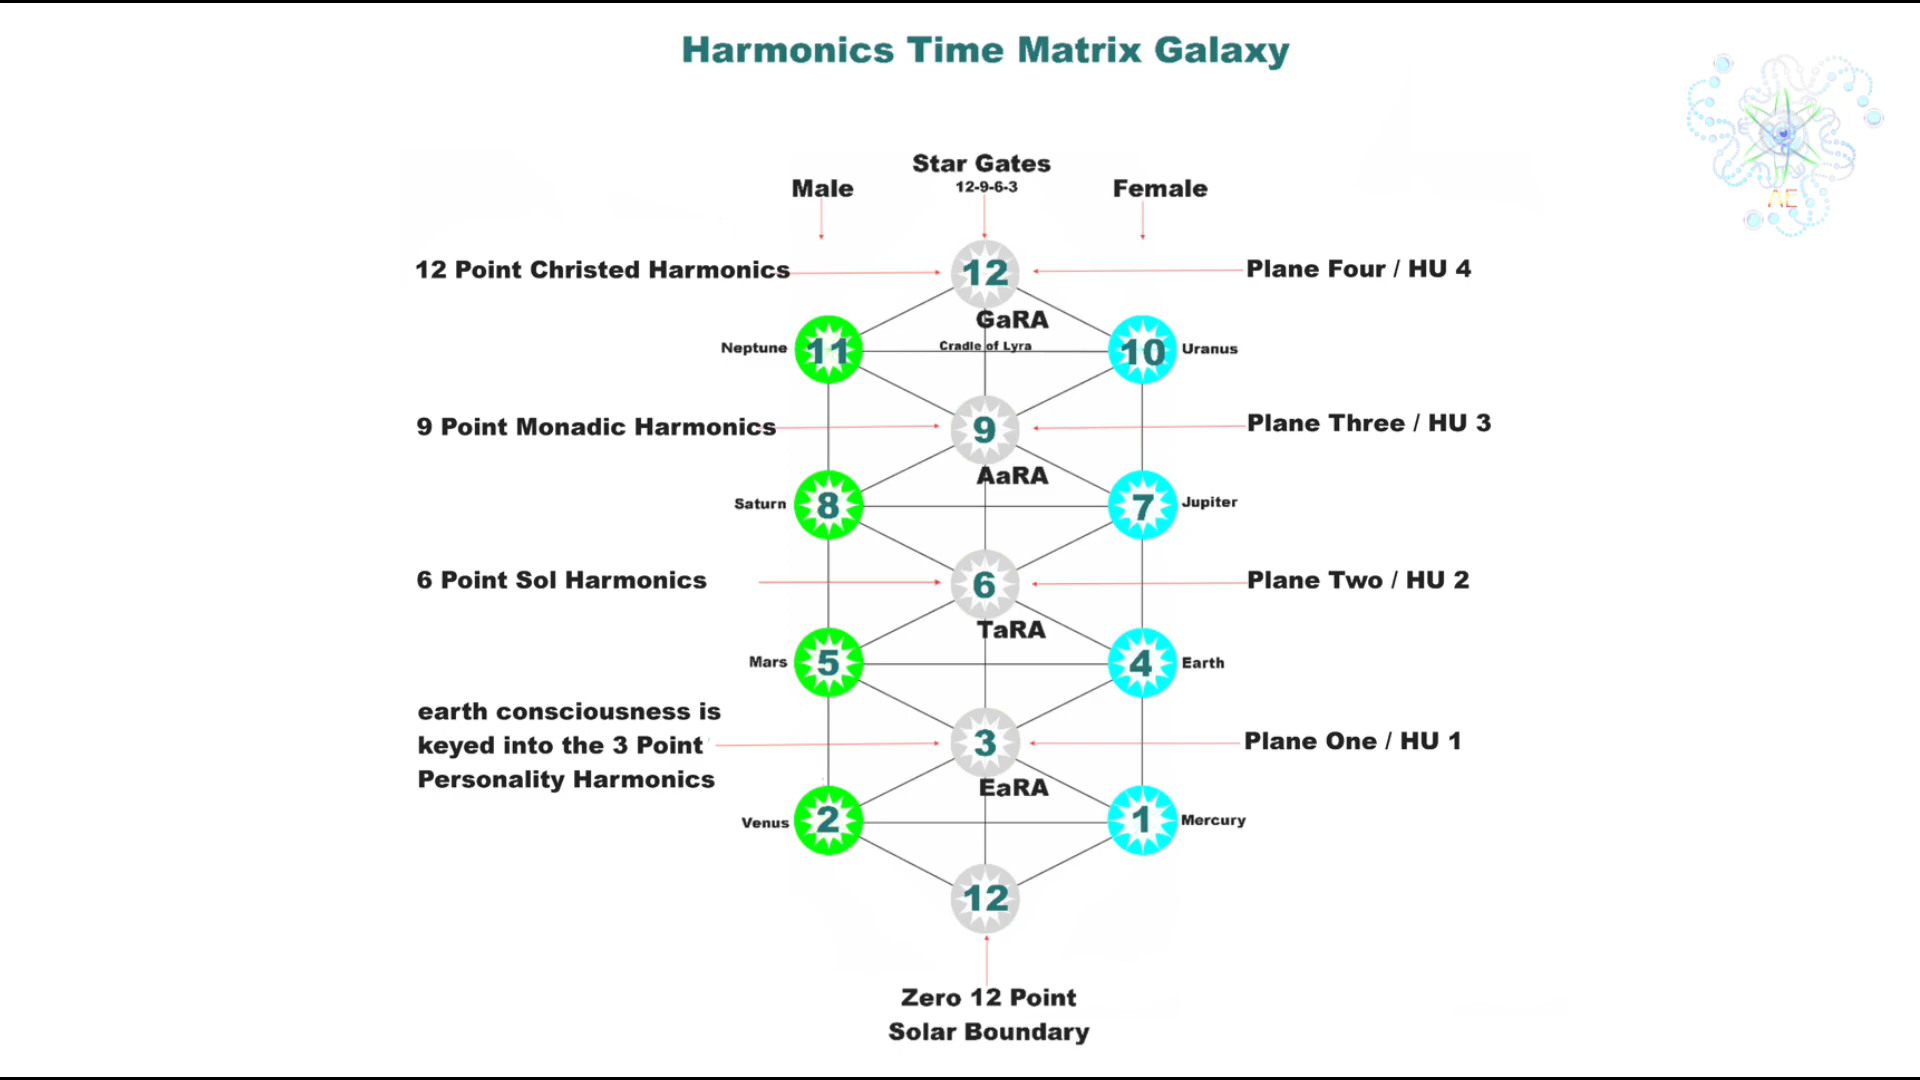 Harmonics Time Matrix Galaxy
Star Gates
12-9-6-3
Male
Female
12 Point Christed Harmonics
12
Plane Four / HU 4
GaRA
Cradle of Lyra
Neptune
11
10
Uranus
9 Point Monadic Harmonics
9
Plane Three / HU 3
AaRA
Saturn
8
7
Jupiter
6 Point Sol Harmonics
6
Plane Two / HU 2
TaRA
Mars
5
4
Earth
earth consciousness is
keyed into the 3 Point
Personality Harmonics
3
Plane One / HU 1
EaRA
Venus
2
1
Mercury
12
Zero 12 Point
Solar Boundary
AE